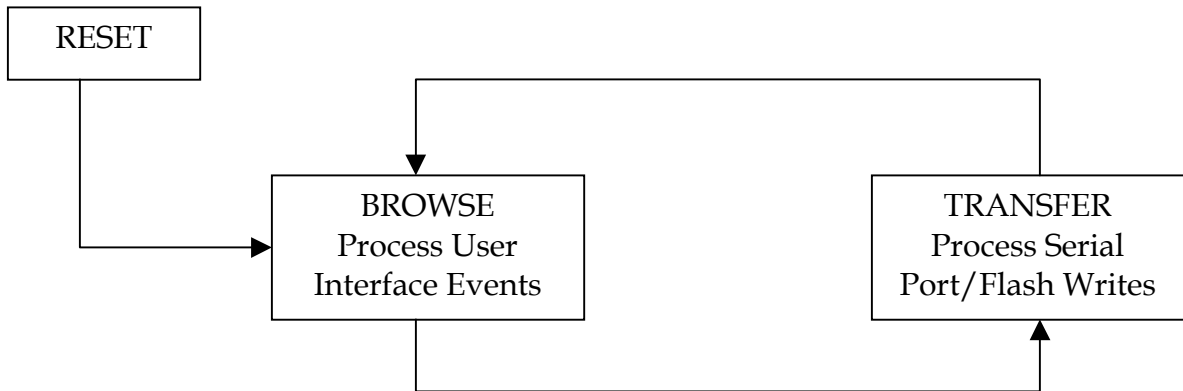 RESET
BROWSE
Process User
Interface Events
TRANSFER
Process Serial
Port/Flash Writes